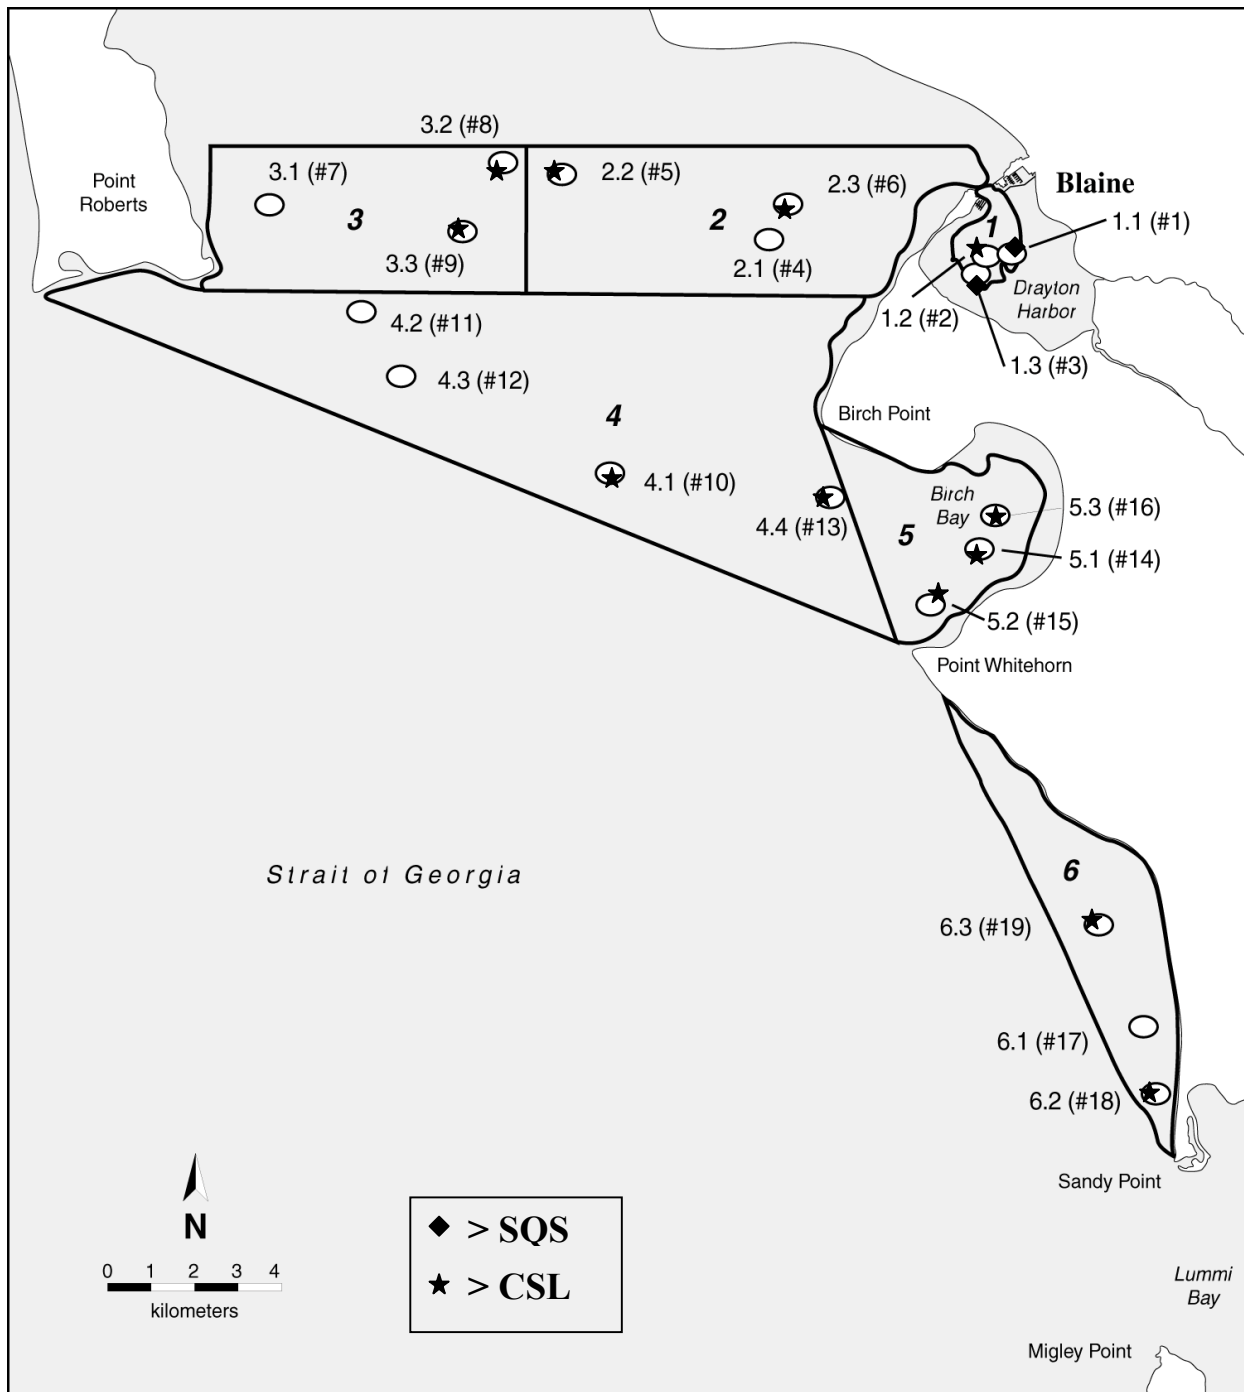 3.2 (#8)
Point
Roberts
3.1 (#7)
2.2 (#5)
2.3 (#6)
Blaine
1.1 (#1)
3
2
1
3.3 (#9)
2.1 (#4)
Drayton
Harbor
1.2 (#2)
4.2 (#11)
1.3 (#3)
4.3 (#12)
4
Birch Point
4.1 (#10)
Birch
Bay
5.3 (#16)
4.4 (#13)
5
5.1 (#14)
5.2 (#15)
Point Whitehorn
Strait of Georgia
6
6.3 (#19)
6.1 (#17)
6.2 (#18)
Sandy Point
N
> SQS
> CSL
0 1 2 3 4
kilometers
Lummi
Bay
Migley Point